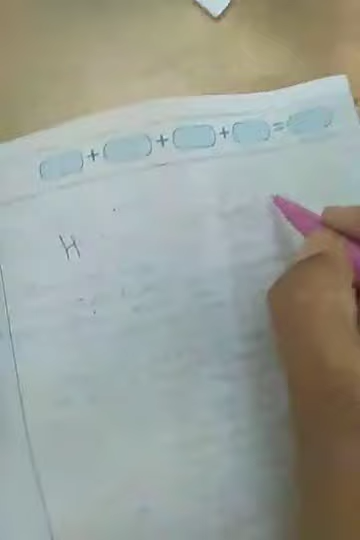 + + + =
H